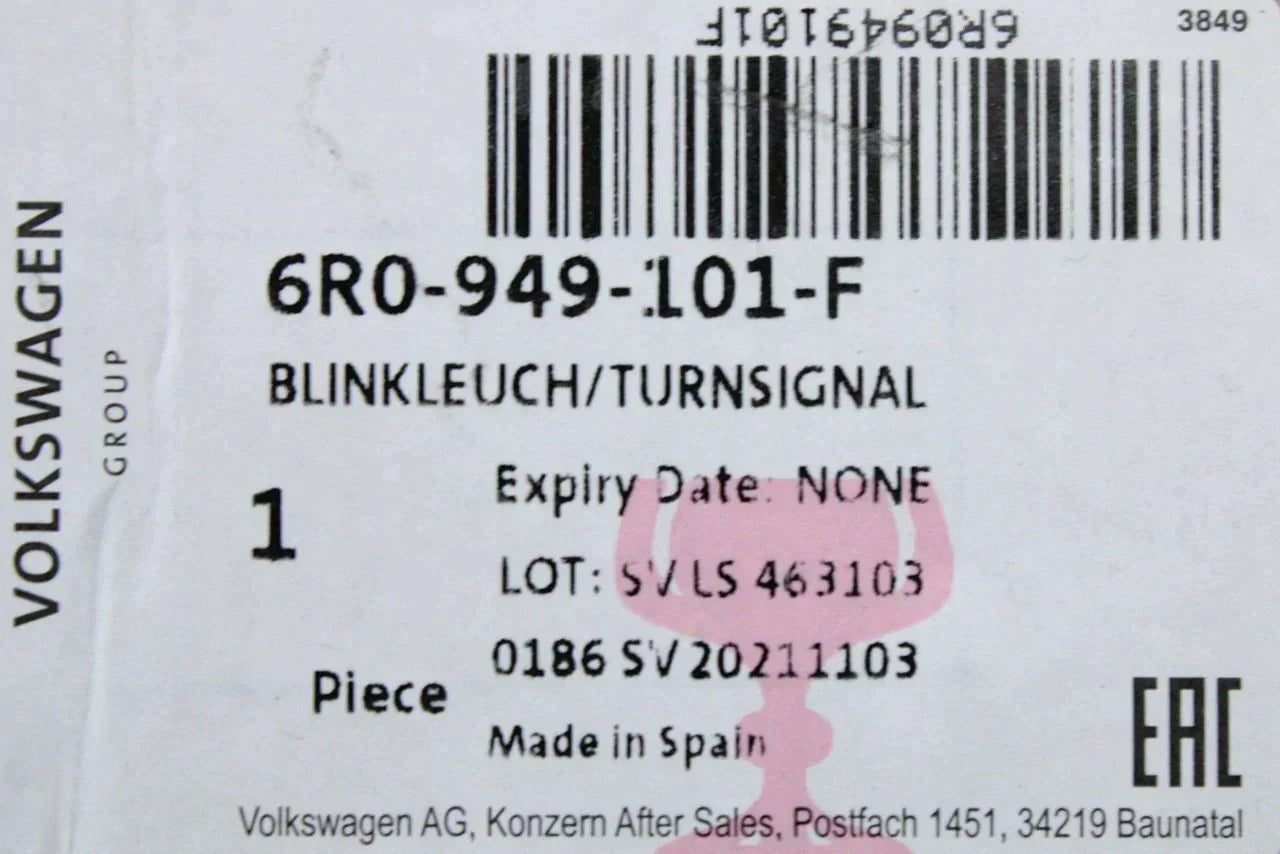 3849
6R0949101F
6R0-949-101-F
BLINKLEUCH/TURNSIGNAL
VOLKSWAGEN
GROUP
1
Piece
Expiry Date: NONE
LOT: SV LS 463103
0186 SV 20211103
Made in Spain
EAC
Volkswagen AG, Konzern After Sales, Postfach 1451, 34219 Baunatal